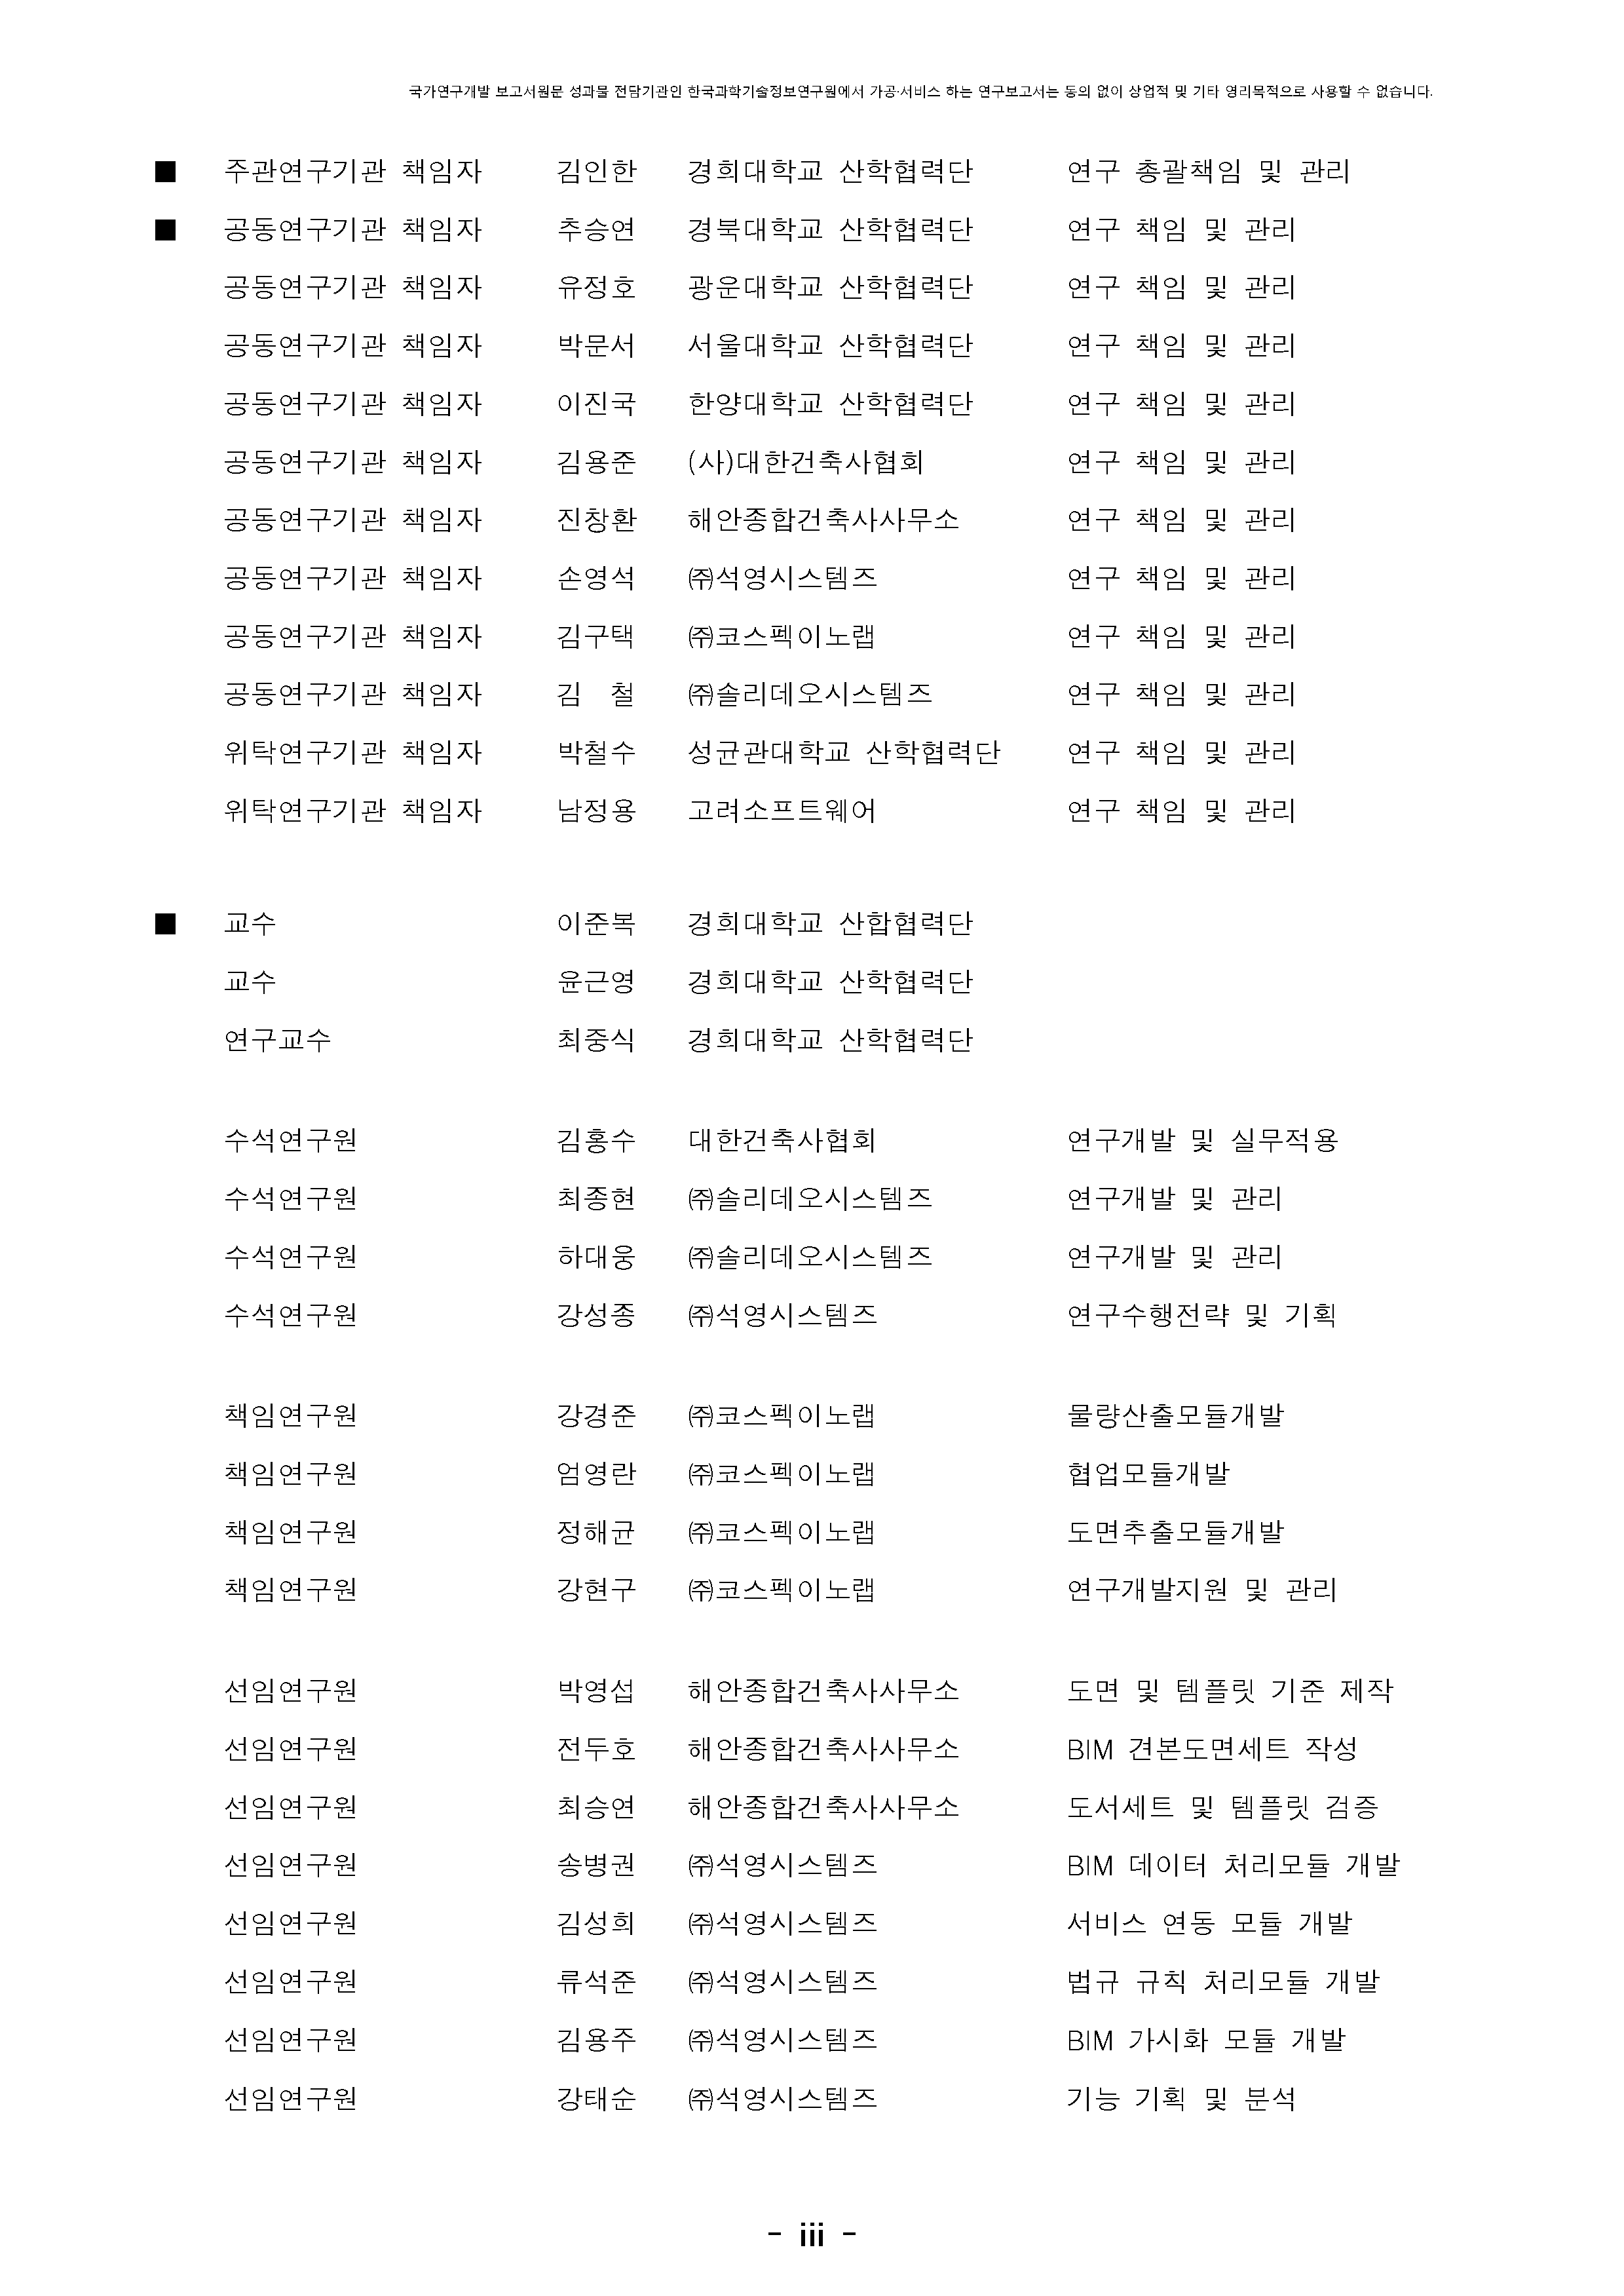 국가연구개발 보고서원문 성과물 전담기관인 한국과학기술정보연구원에서 가공·서비스 하는 연구보고서는 동의 없이 상업적 및 기타 영리목적으로 사용할 수 없습니다.
■ 주관연구기관 책임자 김인한 경희대학교 산학협력단 연구 총괄책임 및 관리
■ 공동연구기관 책임자 추승연 경북대학교 산학협력단 연구 책임 및 관리
공동연구기관 책임자 유정호 광운대학교 산학협력단 연구 책임 및 관리
공동연구기관 책임자 박문서 서울대학교 산학협력단 연구 책임 및 관리
공동연구기관 책임자 이진국 한양대학교 산학협력단 연구 책임 및 관리
공동연구기관 책임자 김용준 (사)대한건축사협회 연구 책임 및 관리
공동연구기관 책임자 진창환 해안종합건축사사무소 연구 책임 및 관리
공동연구기관 책임자 손영석 ㈜석영시스템즈 연구 책임 및 관리
공동연구기관 책임자 김구택 ㈜코스펙이노랩 연구 책임 및 관리
공동연구기관 책임자 김 철 ㈜솔리데오시스템즈 연구 책임 및 관리
위탁연구기관 책임자 박철수 성균관대학교 산학협력단 연구 책임 및 관리
위탁연구기관 책임자 남정용 고려소프트웨어 연구 책임 및 관리
■ 교수 이준복 경희대학교 산합협력단
교수 윤근영 경희대학교 산학협력단
연구교수 최중식 경희대학교 산학협력단
수석연구원 김홍수 대한건축사협회 연구개발 및 실무적용
수석연구원 최종현 ㈜솔리데오시스템즈 연구개발 및 관리
수석연구원 하대웅 ㈜솔리데오시스템즈 연구개발 및 관리
수석연구원 강성종 ㈜석영시스템즈 연구수행전략 및 기획
책임연구원 강경준 ㈜코스펙이노랩 물량산출모듈개발
책임연구원 엄영란 ㈜코스펙이노랩 협업모듈개발
책임연구원 정해균 ㈜코스펙이노랩 도면추출모듈개발
책임연구원 강현구 ㈜코스펙이노랩 연구개발지원 및 관리
선임연구원 박영섭 해안종합건축사사무소 도면 및 템플릿 기준 제작
선임연구원 전두호 해안종합건축사사무소 BIM 견본도면세트 작성
선임연구원 최승연 해안종합건축사사무소 도서세트 및 템플릿 검증
선임연구원 송병권 ㈜석영시스템즈 BIM 데이터 처리모듈 개발
선임연구원 김성희 ㈜석영시스템즈 서비스 연동 모듈 개발
선임연구원 류석준 ㈜석영시스템즈 법규 규칙 처리모듈 개발
선임연구원 김용주 ㈜석영시스템즈 BIM 가시화 모듈 개발
선임연구원 강태순 ㈜석영시스템즈 기능 기획 및 분석
- iii -